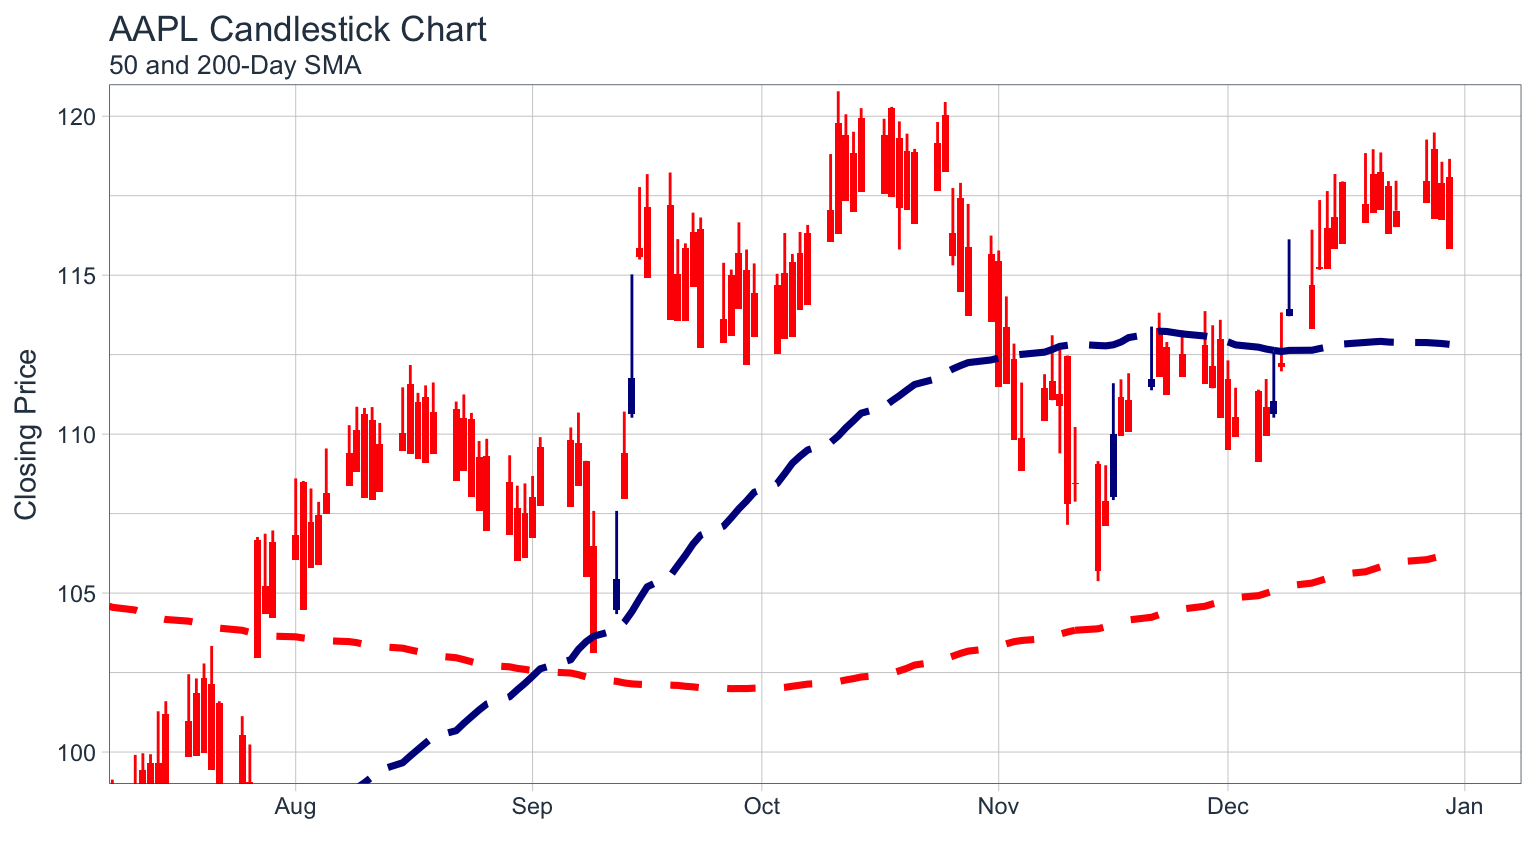 AAPL Candlestick Chart
50 and 200-Day SMA
Closing Price
120
115
110
105
100
Aug Sep Oct Nov Dec Jan